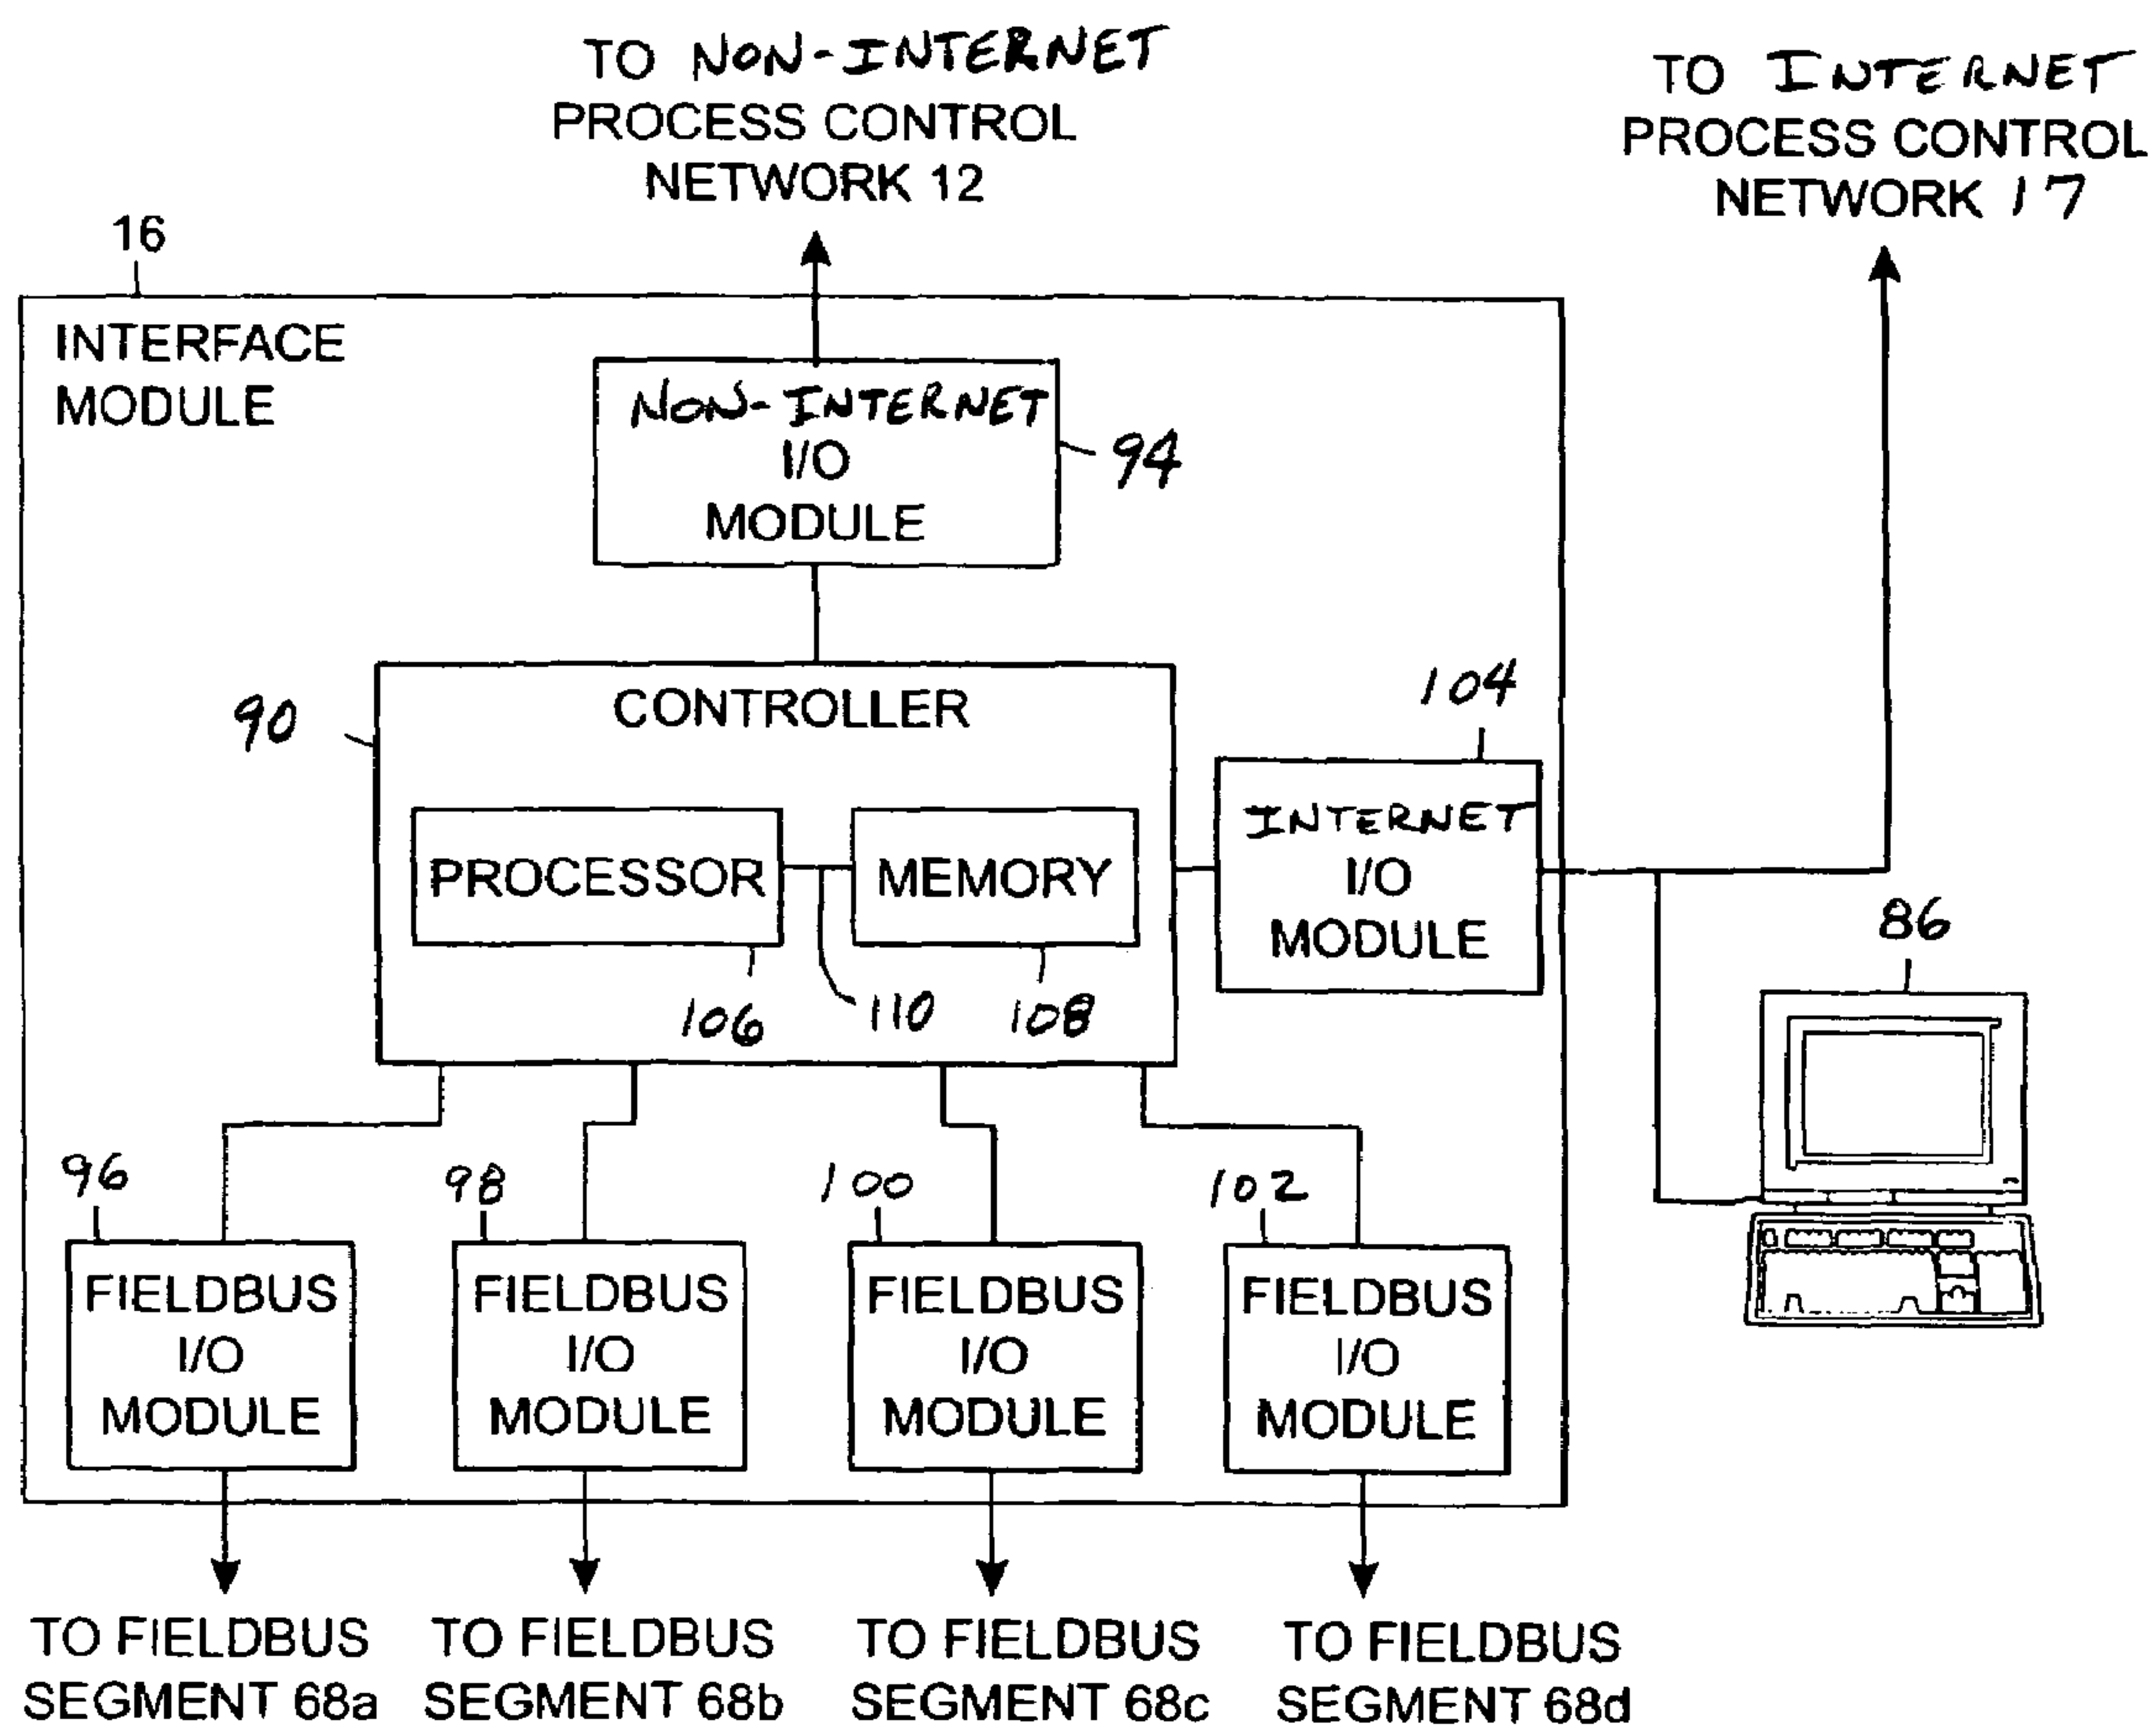 TO NON-INTERNET
PROCESS CONTROL
NETWORK 12
TO INTERNET
PROCESS CONTROL
NETWORK 17
16
INTERFACE
MODULE
NON-INTERNET
I/O
MODULE
94
90
CONTROLLER
104
PROCESSOR
MEMORY
INTERNET
I/O
MODULE
106
110
108
86
96
98
100
102
FIELDBUS
I/O
MODULE
FIELDBUS
I/O
MODULE
FIELDBUS
I/O
MODULE
FIELDBUS
I/O
MODULE
TO FIELDBUS
SEGMENT 68a
TO FIELDBUS
SEGMENT 68b
TO FIELDBUS
SEGMENT 68c
TO FIELDBUS
SEGMENT 68d